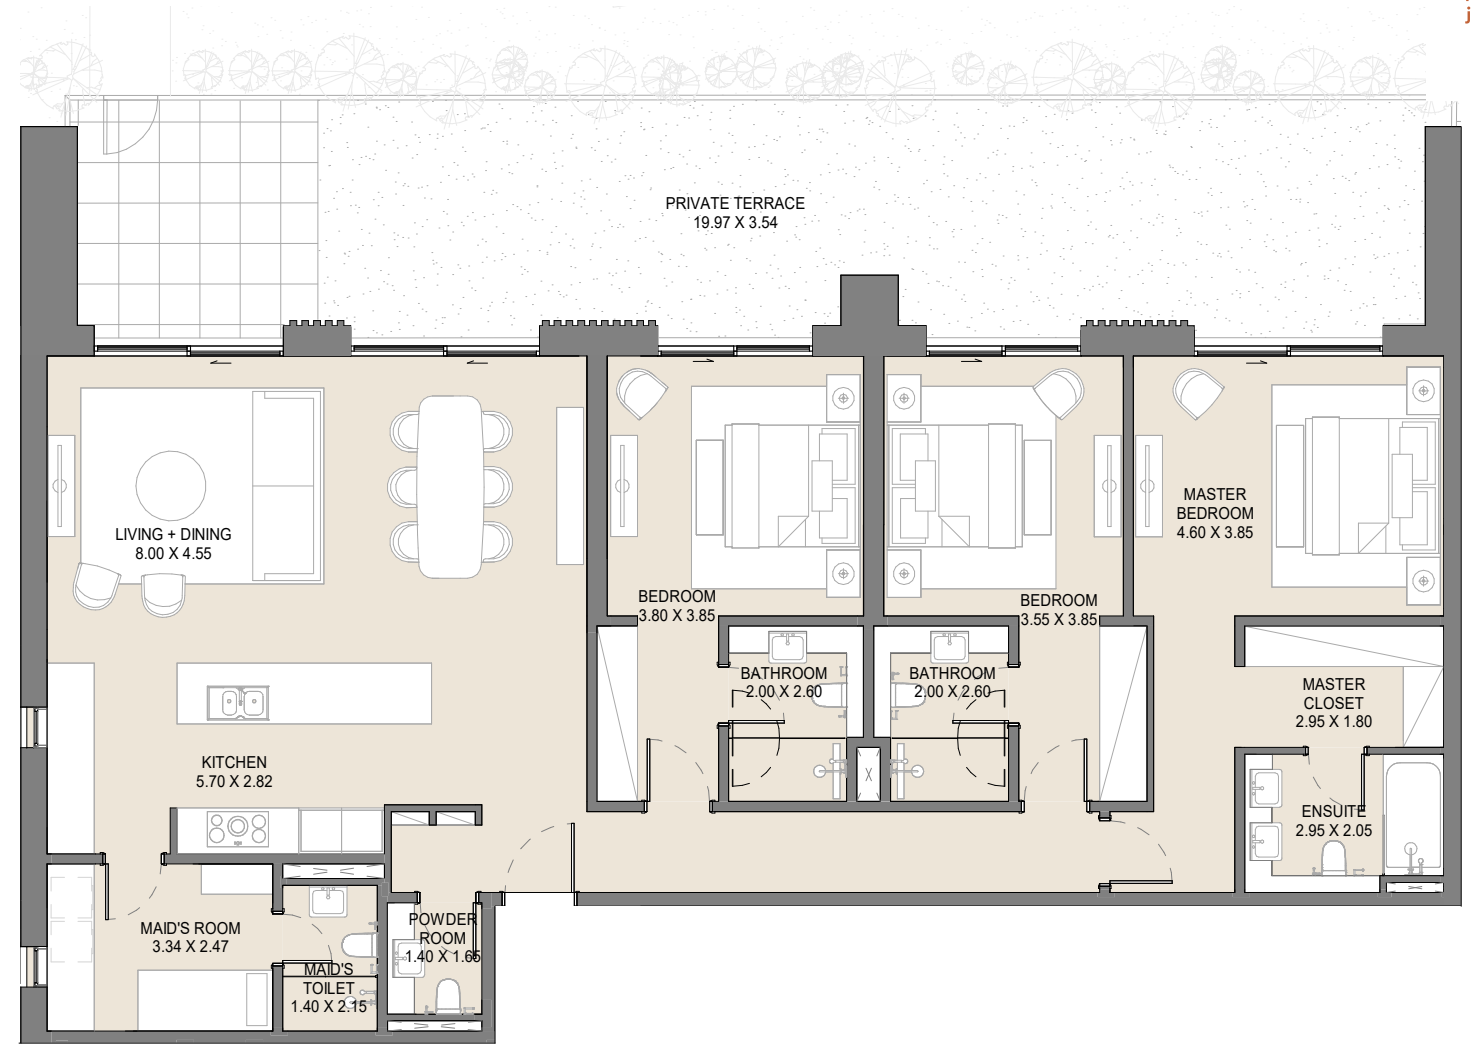 j
PRIVATE TERRACE
19.97 X 3.54
LIVING + DINING
8.00 X 4.55
BEDROOM
3.80 X 3.85
BEDROOM
3.55 X 3.85
MASTER
BEDROOM
4.60 X 3.85
BATHROOM
2.00 X 2.60
BATHROOM
2.00 X 2.60
MASTER
CLOSET
2.95 X 1.80
KITCHEN
5.70 X 2.82
ENSUITE
2.95 X 2.05
MAID'S ROOM
3.34 X 2.47
POWDER
ROOM
1.40 X 1.65
MAID'S
TOILET
1.40 X 2.15